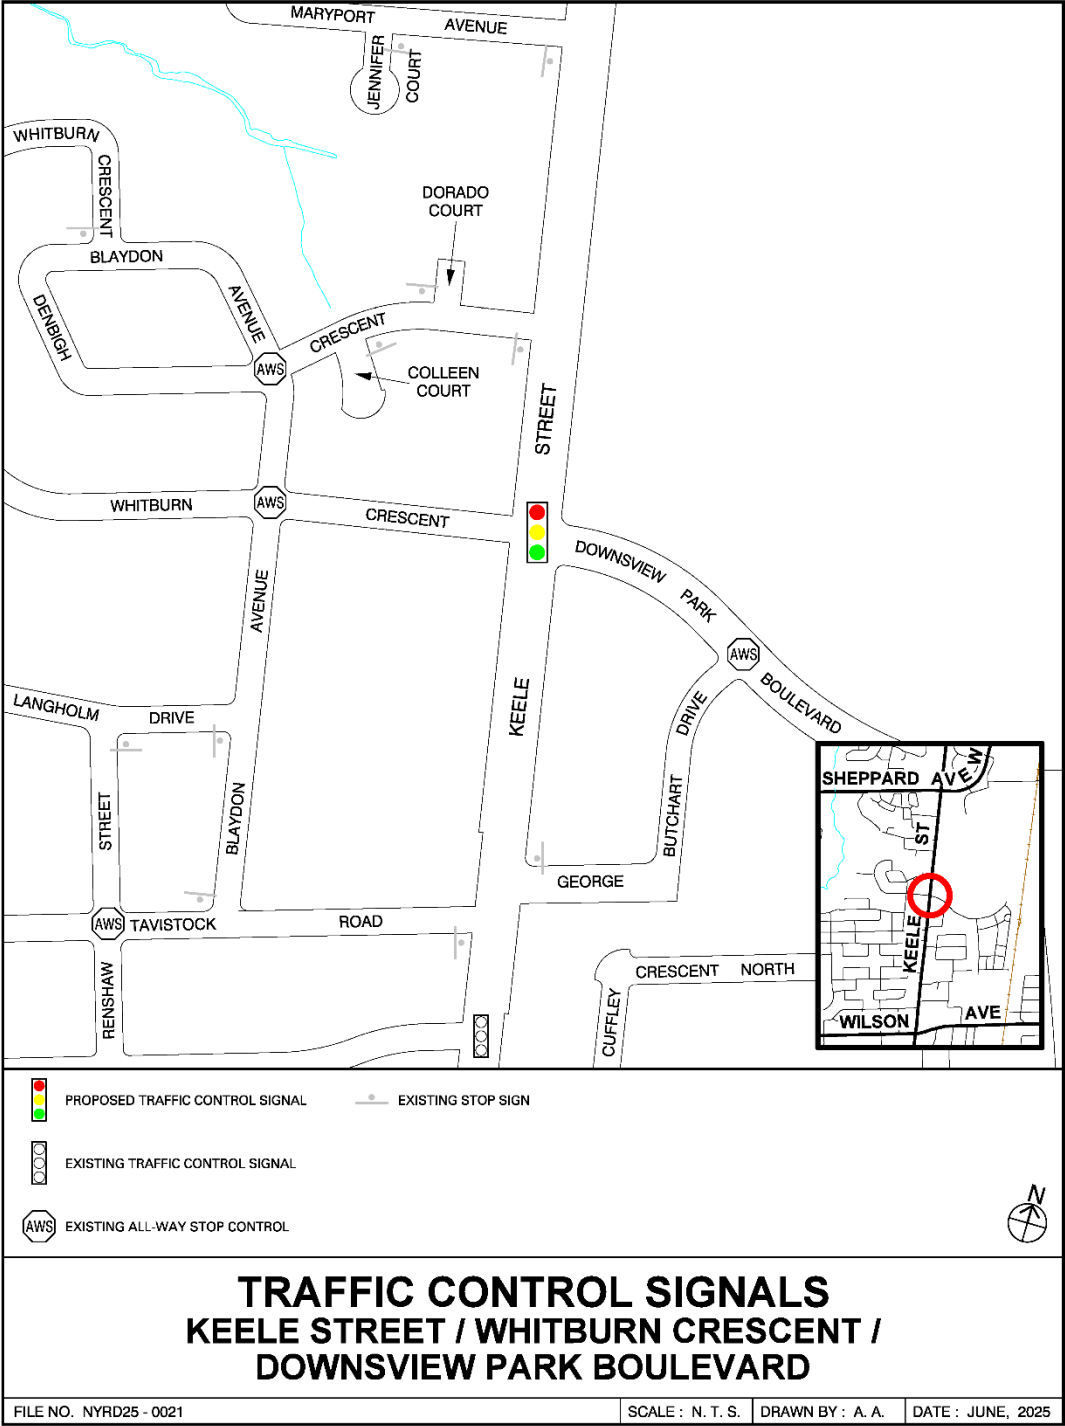 MARYPORT AVENUE
JENNIFER
COURT
WHITBURN
CRESCENT
DORADO
COURT
BLAYDON
AVENUE
DENBIGH
CRESCENT
AWS
COLLEEN
COURT
STREET
WHITBURN
AWS
CRESCENT
DOWNSVIEW PARK
AVENUE
AWS
BOULEVARD
LANGHOLM DRIVE
KEELE
DRIVE
STREET
BLAYDON
BUTCHART
GEORGE
AWS
TAVISTOCK
ROAD
RENSHAW
CRESCENT NORTH
CUFFLEY
SHEPPARD AVE W
ST
KEELE
WILSON AVE
PROPOSED TRAFFIC CONTROL SIGNAL
EXISTING STOP SIGN
EXISTING TRAFFIC CONTROL SIGNAL
AWS
EXISTING ALL-WAY STOP CONTROL
N
TRAFFIC CONTROL SIGNALS
KEELE STREET / WHITBURN CRESCENT /
DOWNSVIEW PARK BOULEVARD
FILE NO. NYRD25 - 0021
SCALE : N. T. S.
DRAWN BY : A. A.
DATE : JUNE, 2025